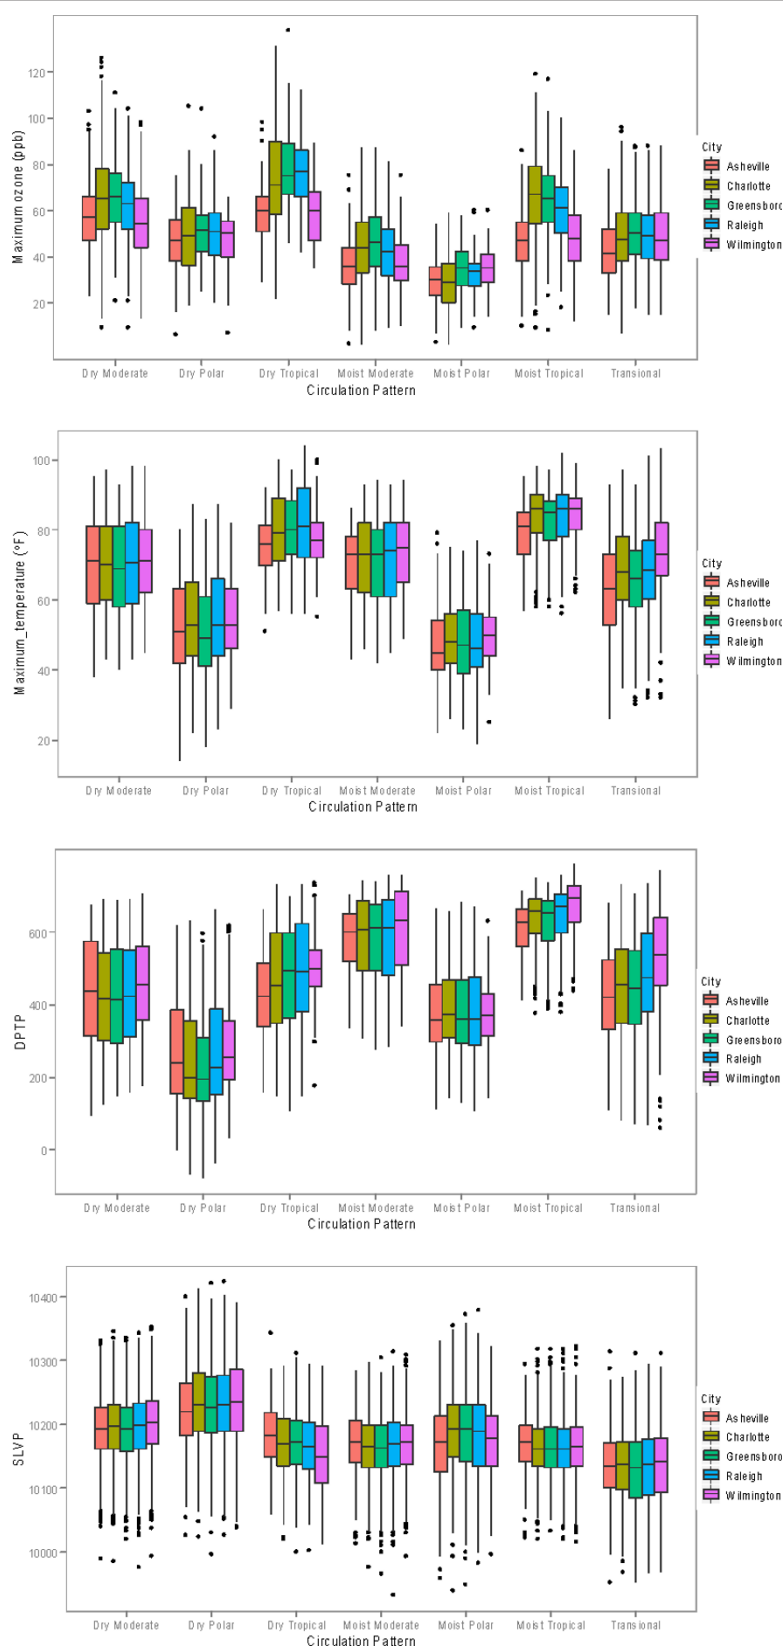 Maximum ozone (ppb)
120
100
80
60
40
20
City
Asheville
Charlotte
Greensboro
Raleigh
Wilmington
Dry Moderate Dry Polar Dry Tropical Moist Moderate Moist Polar Moist Tropical Transional
Circulation Pattern
Maximum_temperature (°F)
100
80
60
40
20
City
Asheville
Charlotte
Greensboro
Raleigh
Wilmington
Dry Moderate Dry Polar Dry Tropical Moist Moderate Moist Polar Moist Tropical Transional
Circulation Pattern
DPTP
600
400
200
0
City
Asheville
Charlotte
Greensboro
Raleigh
Wilmington
Dry Moderate Dry Polar Dry Tropical Moist Moderate Moist Polar Moist Tropical Transional
Circulation Pattern
SLVP
10400
10300
10200
10100
10000
City
Asheville
Charlotte
Greensboro
Raleigh
Wilmington
Dry Moderate Dry Polar Dry Tropical Moist Moderate Moist Polar Moist Tropical Transional
Circulation Pattern